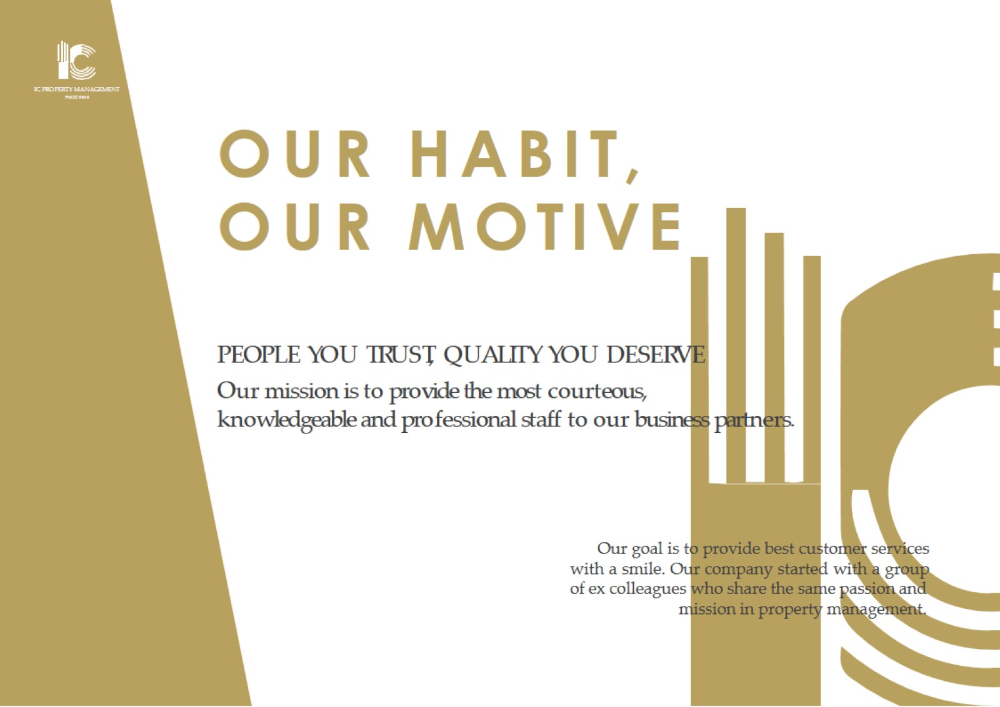 IC PROPERTY MANAGEMENT
OUR HABIT,
OUR MOTIVE
PEOPLE YOU TRUST, QUALITY YOU DESERVE
Our mission is to provide the most courteous,
knowledgeable and professional staff to our business partners.
Our goal is to provide best customer services
with a smile. Our company started with a group
of ex colleagues who share the same passion and
mission in property management.